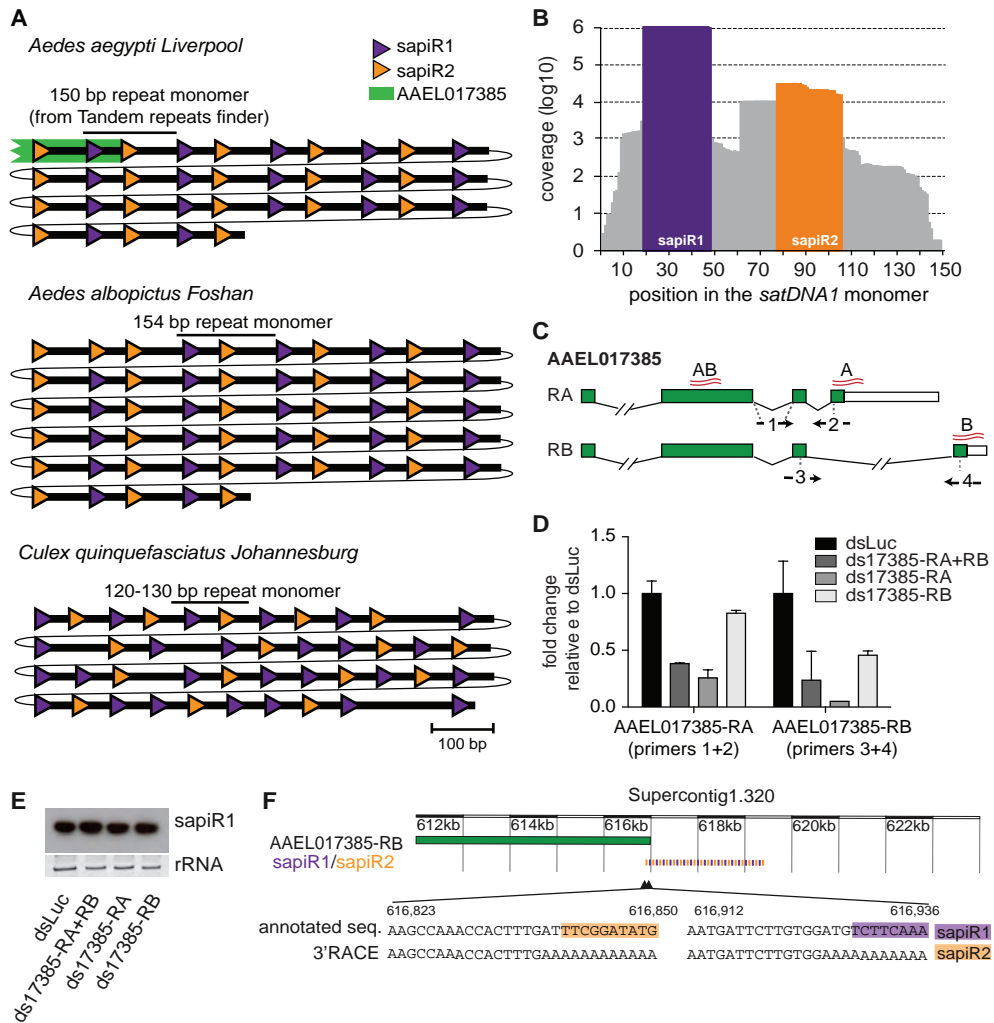 A
Aedes aegypti Liverpool
sapiR1
sapiR2
AAEL017385
150 bp repeat monomer
(from Tandem repeats finder)
Aedes albopictus Foshan
154 bp repeat monomer
Culex quinquefasciatus Johannesburg
120-130 bp repeat monomer
100 bp
B
coverage (log10)
6
5
4
3
2
1
0
sapiR1
sapiR2
10 30 50 70 90 110 130 150
position in the satDNA1 monomer
C
AAEL017385
RA
AB
A
1
2
RB
B
3
4
D
fold change
relative e to dsLuc
1.5
1.0
0.5
0.0
dsLuc
ds17385-RA+RB
ds17385-RA
ds17385-RB
AAEL017385-RA
(primers 1+2)
AAEL017385-RB
(primers 3+4)
E
sapiR1
rRNA
dsLuc
ds17385-RA+RB
ds17385-RA
ds17385-RB
F
Supercontig1.320
612kb 614kb 616kb 618kb 620kb 622kb
AAEL017385-RB
sapiR1/sapiR2
616,823 616,850 616,912 616,936
annotated seq. AAGCCAAACCACTTTGATTTCGGATATG AATGATTCTTGTGGATGTCTTCAAA sapiR1
3'RACE AAGCCAAACCACTTTGAAAAAAAAAAAA AATGATTCTTGTGGAAAAAAAAAAA sapiR2